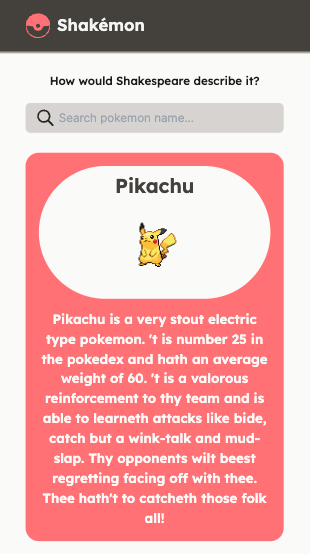 Shakémon
How would Shakespeare describe it?
Search pokemon name...
Pikachu
Pikachu is a very stout electric
type pokemon. 't is number 25 in
the pokedex and hath an average
weight of 60. 't is a valorous
reinforcement to thy team and is
able to learneth attacks like bide,
catch but a wink-talk and mud-
slap. Thy opponents wilt beest
regretting facing off with thee.
Thee hath't to catcheth those folk
all!